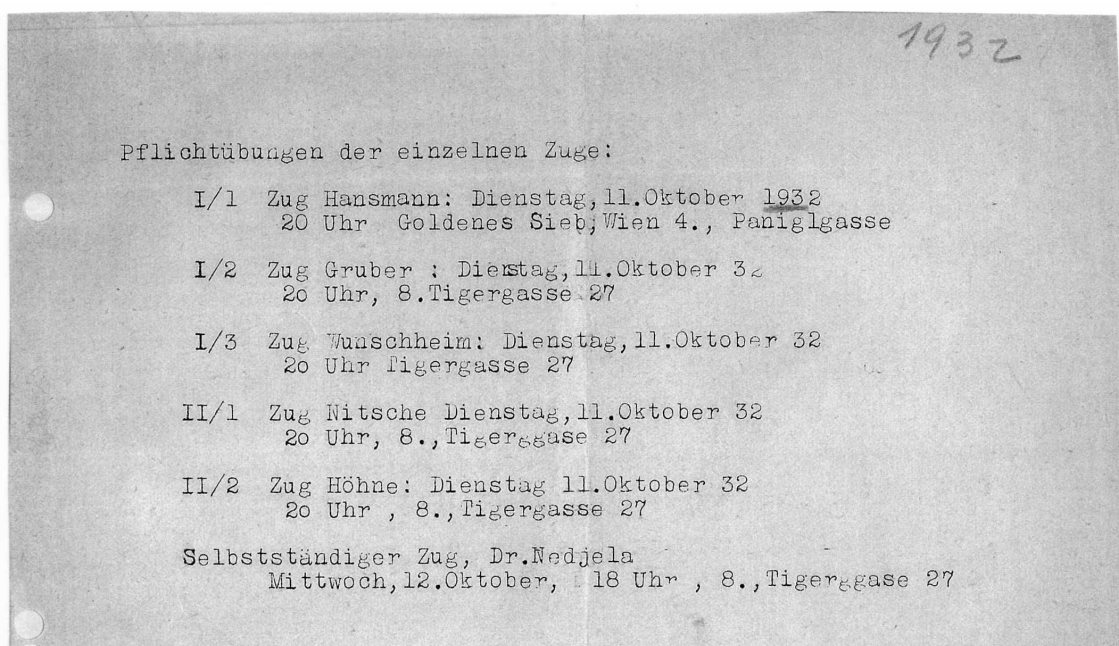 1932
Pflichtübungen der einzelnen Zuge:
I/1 Zug Hansmann: Dienstag,11.Oktober 1932
20 Uhr Goldenes Sieb,Wien 4., Paniglgasse
I/2 Zug Gruber : Dienstag,11.Oktober 32
2o Uhr, 8.Tigergasse 27
I/3 Zug Wunschheim: Dienstag,11.Oktober 32
2o Uhr Tigergasse 27
II/1 Zug Nitsche Dienstag,11.Oktober 32
2o Uhr, 8.,Tigerggase 27
II/2 Zug Höhne: Dienstag 11.Oktober 32
2o Uhr , 8.,Tigergasse 27
Selbstständiger Zug, Dr.Nedjela
Mittwoch,12.Oktober, 18 Uhr , 8.,Tigerggase 27